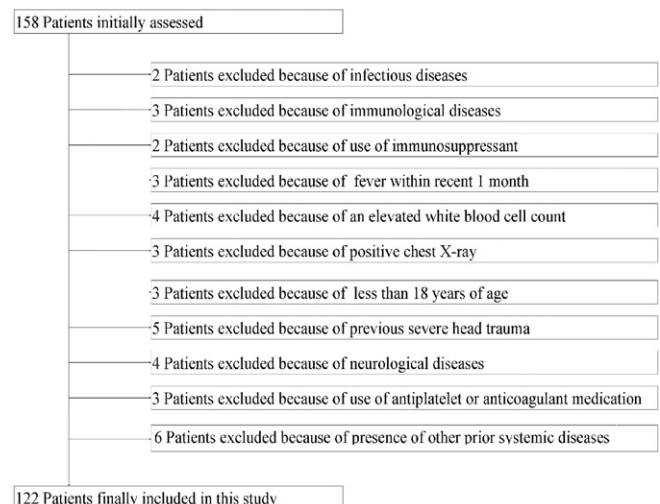 158 Patients initially assessed
2 Patients excluded because of infectious diseases
3 Patients excluded because of immunological diseases
2 Patients excluded because of use of immunosuppressant
3 Patients excluded because of fever within recent 1 month
4 Patients excluded because of an elevated white blood cell count
3 Patients excluded because of positive chest X-ray
3 Patients excluded because of less than 18 years of age
5 Patients excluded because of previous severe head trauma
4 Patients excluded because of neurological diseases
3 Patients excluded because of use of antiplatelet or anticoagulant medication
6 Patients excluded because of presence of other prior systemic diseases
122 Patients finally included in this study